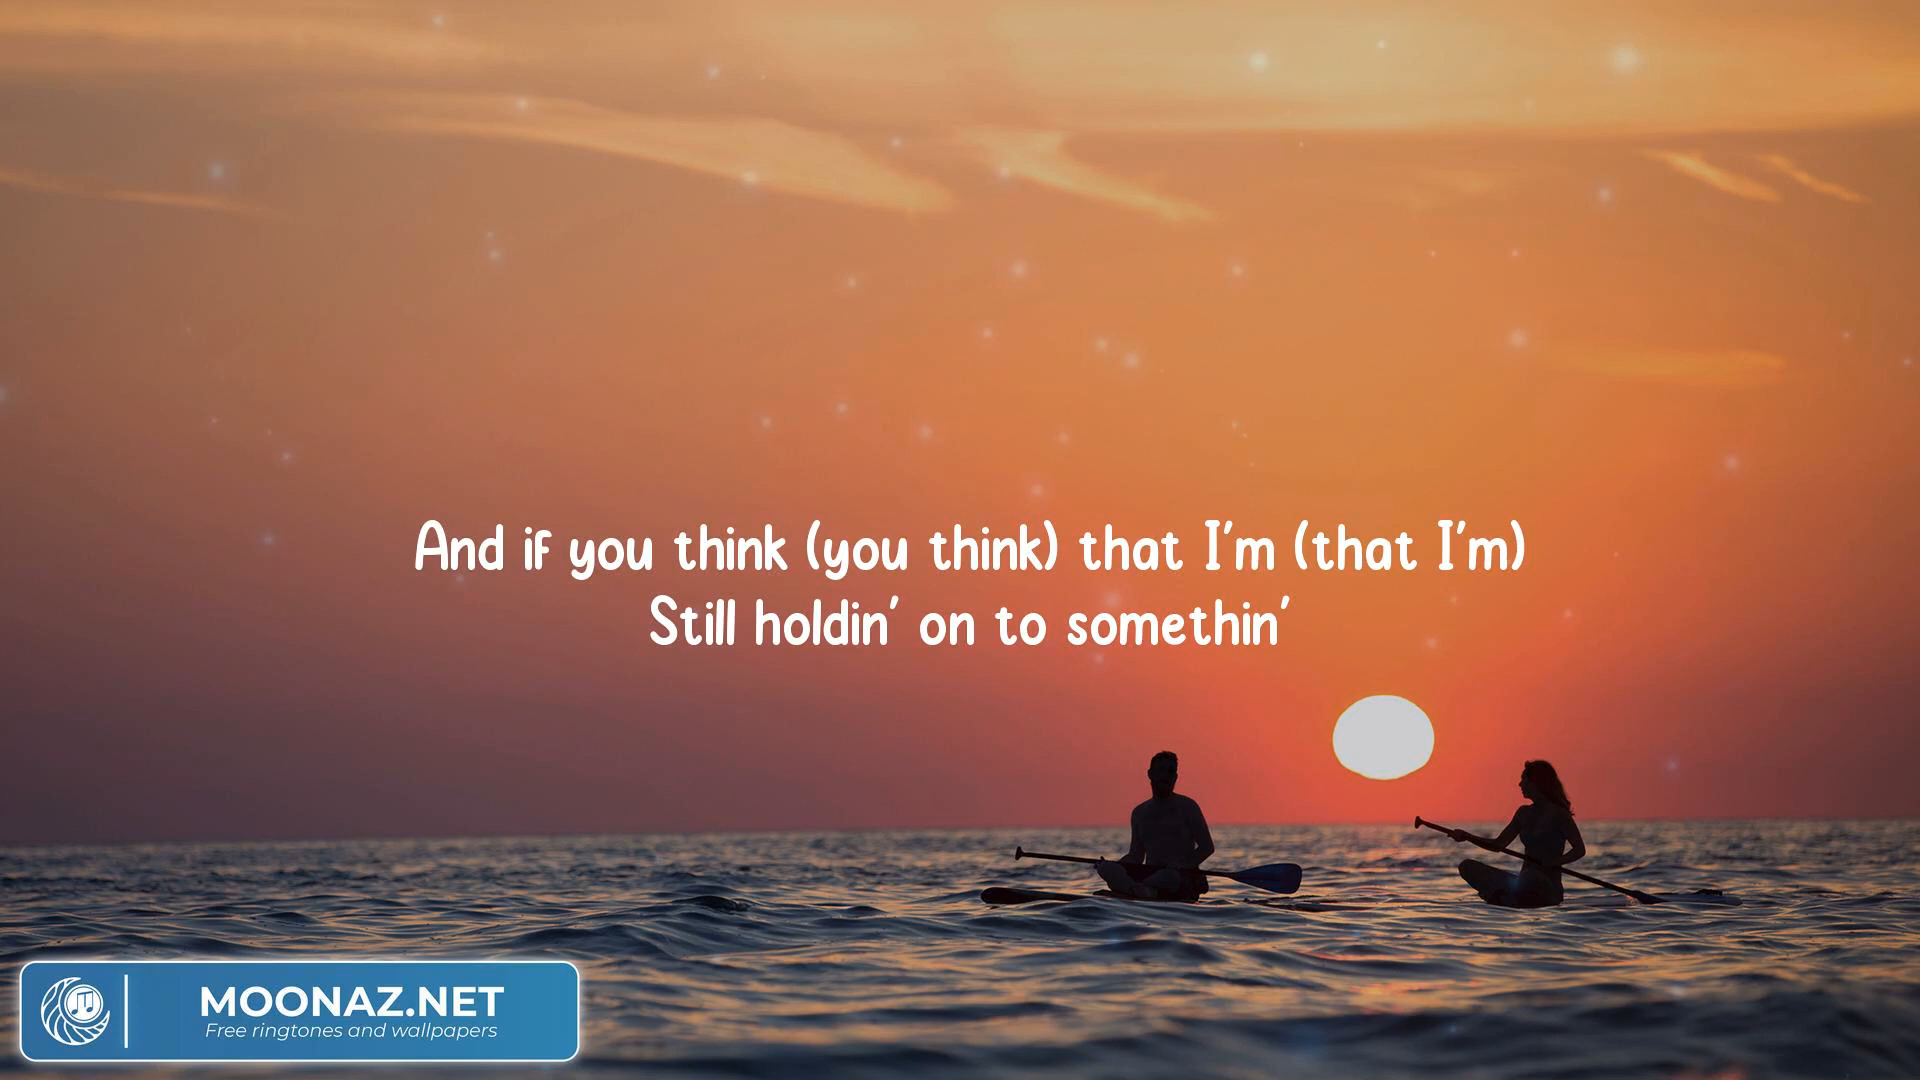 And if you think (you think) that I'm (that I'm)
Still holdin' on to somethin'
MOONAZ.NET
Free ringtones and wallpapers